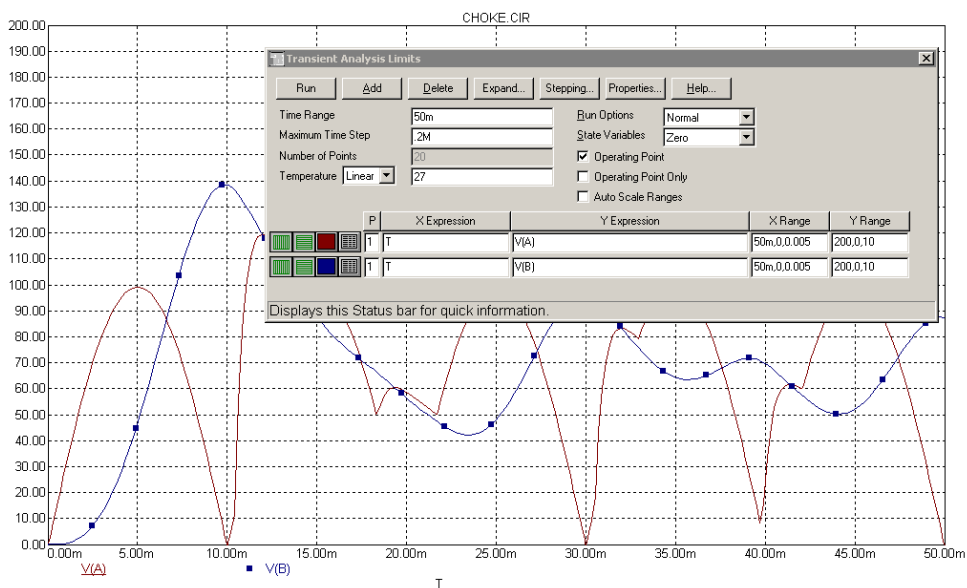 CHOKE.CIR
200.00
190.00
180.00
170.00
160.00
150.00
140.00
130.00
120.00
110.00
100.00
90.00
80.00
70.00
60.00
50.00
40.00
30.00
20.00
10.00
0.00
Transient Analysis Limits
Run Add Delete Expand... Stepping... Properties... Help...
Time Range 50m Run Options Normal
Maximum Time Step .2M State Variables Zero
Number of Points 20 Operating Point
Temperature Linear 27 Operating Point Only
Auto Scale Ranges
P X Expression Y Expression X Range Y Range
1 T V(A) 50m,0,0.005 200,0,10
1 T V(B) 50m,0,0.005 200,0,10
Displays this Status bar for quick information.
0.00m 5.00m 10.00m 15.00m 20.00m 25.00m 30.00m 35.00m 40.00m 45.00m 50.00m
V(A) V(B)
T